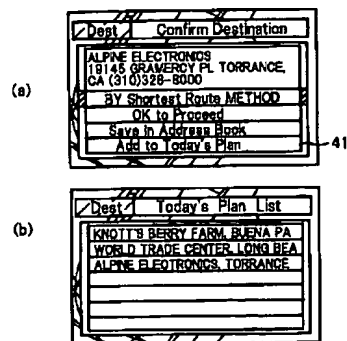 (a)
Dest Confirm Destination
ALPINE ELECTRONICS
19145 GRAMERCY PL TORRANCE,
CA (310)326-8000
BY Shortest Route METHOD
OK to Proceed
Save in Address Book
Add to Today's Plan
41
(b)
Dest Today's Plan List
KNOTT'S BERRY FARM, BUENA PA
WORLD TRADE CENTER, LONG BEA
ALPINE ELECTRONICS, TORRANCE,